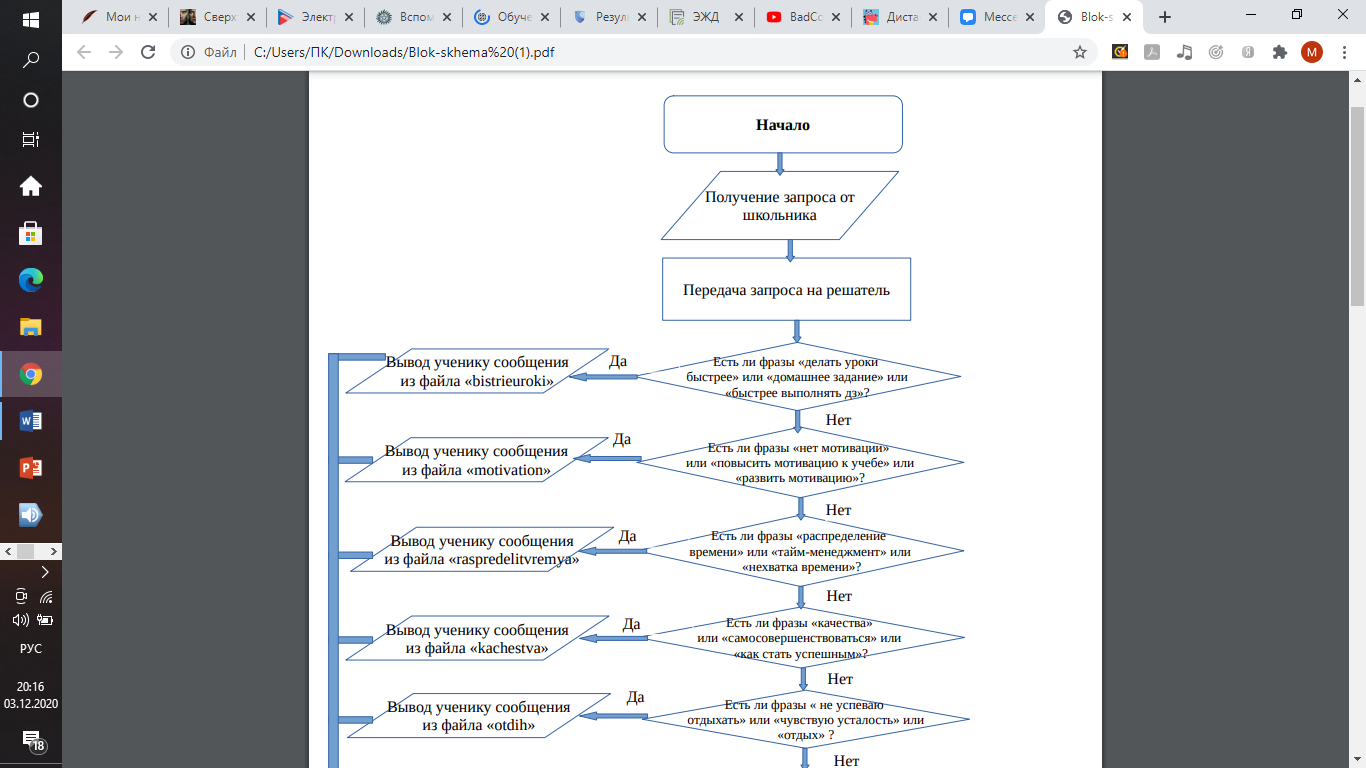 Мои н
Сверх
Электр
Вспом
Обуче
Резуль
ЭЖД
BadCo
Диста
Мессе
Blok-s
Файл
C:/Users/ПК/Downloads/Blok-skhema%20(1).pdf
M
Начало
Получение запроса от
школьника
Передача запроса на решатель
Есть ли фразы «делать уроки
быстрее» или «домашнее задание» или
«быстрее выполнять дз»?
Да
Вывод ученику сообщения
из файла «bistrieuroki»
Нет
Есть ли фразы «нет мотивации»
или «повысить мотивацию к учебе» или
«развить мотивацию»?
Да
Вывод ученику сообщения
из файла «motivation»
Нет
Есть ли фразы «распределение
времени» или «тайм-менеджмент» или
«нехватка времени»?
Да
Вывод ученику сообщения
из файла «raspredelitvremya»
Нет
Есть ли фразы «качества»
или «самосовершенствоваться» или
«как стать успешным»?
Да
Вывод ученику сообщения
из файла «kachestva»
Нет
Есть ли фразы « не успеваю
отдыхать» или «чувствую усталость» или
«отдых» ?
Да
Вывод ученику сообщения
из файла «otdih»
Нет
РУС
20:16
03.12.2020
18